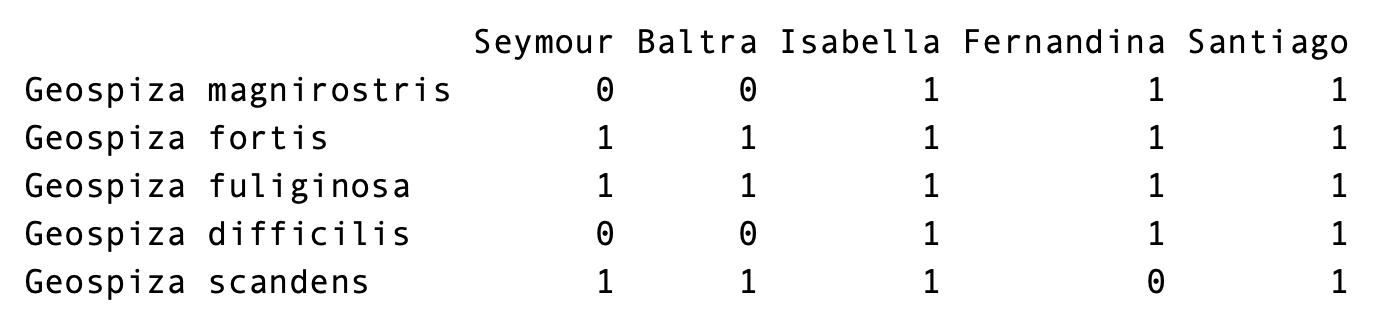 Seymour Baltra Isabella Fernandina Santiago
Geospiza magnirostris 0 0 1 1 1
Geospiza fortis 1 1 1 1 1
Geospiza fuliginosa 1 1 1 1 1
Geospiza difficilis 0 0 1 1 1
Geospiza scandens 1 1 1 0 1